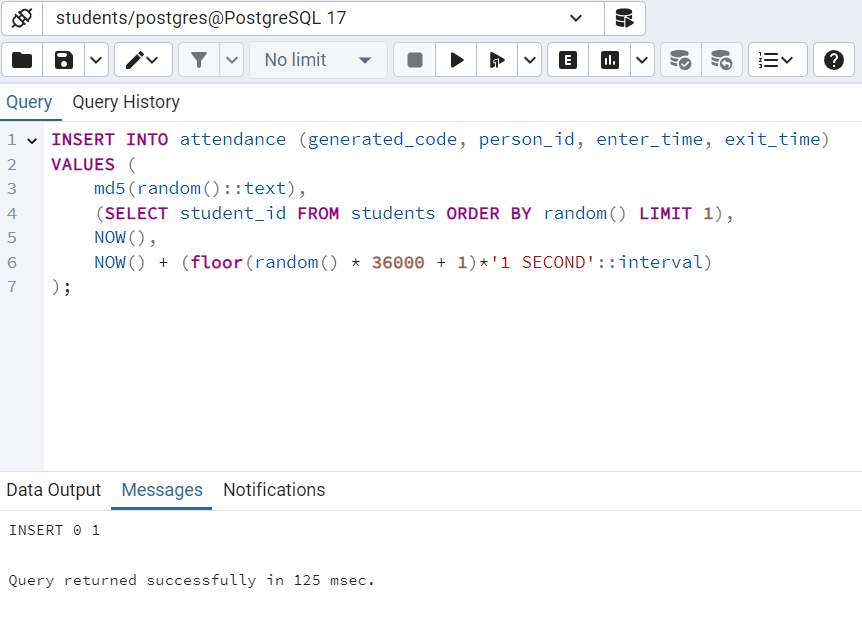 students/postgres@PostgreSQL 17
No limit
E
Query Query History
1 INSERT INTO attendance (generated_code, person_id, enter_time, exit_time)
2 VALUES (
3 md5(random()::text),
4 (SELECT student_id FROM students ORDER BY random() LIMIT 1),
5 NOW(),
6 NOW() + (floor(random() * 36000 + 1)*'1 SECOND'::interval)
7 );
Data Output Messages Notifications
INSERT 0 1
Query returned successfully in 125 msec.